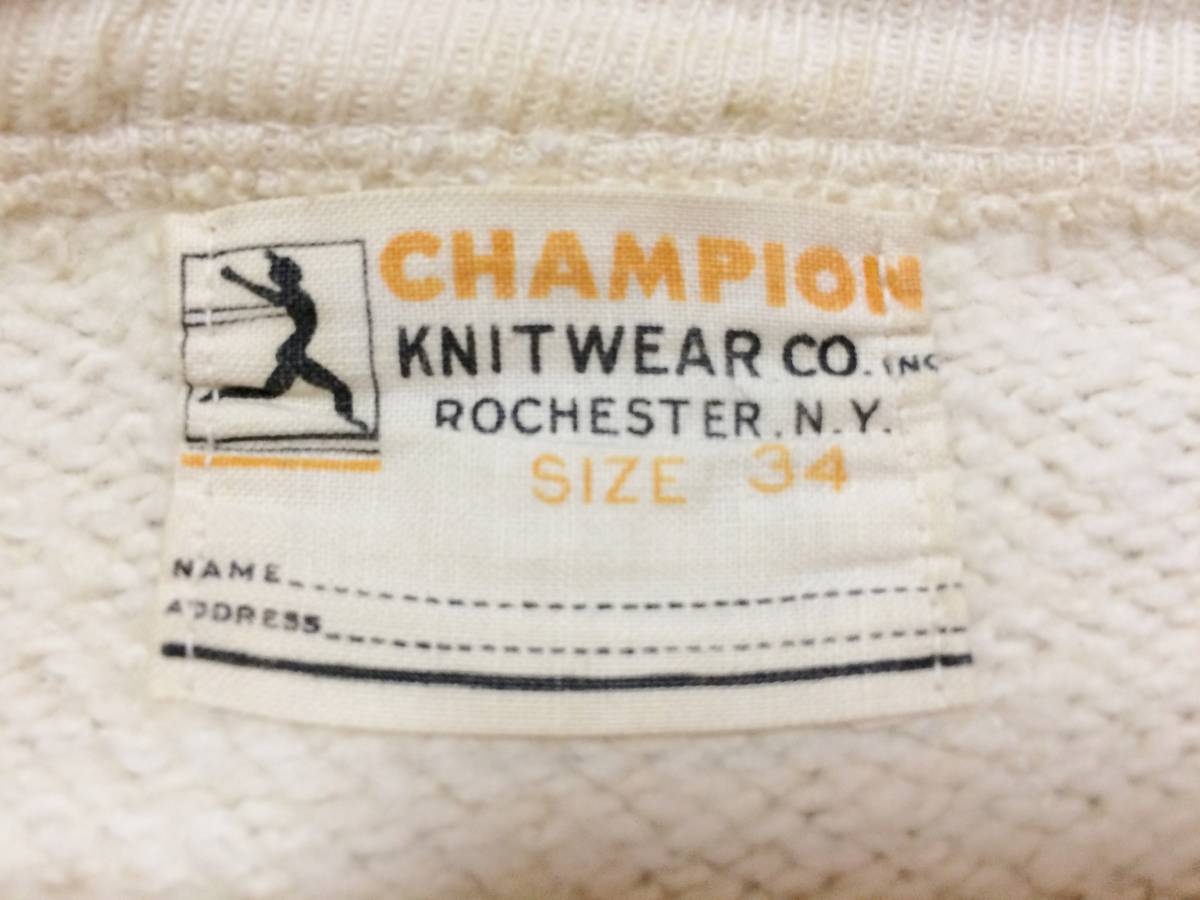 CHAMPION
KNITWEAR CO. INC
ROCHESTER. N.Y.
SIZE 34
NAME
ADDRESS